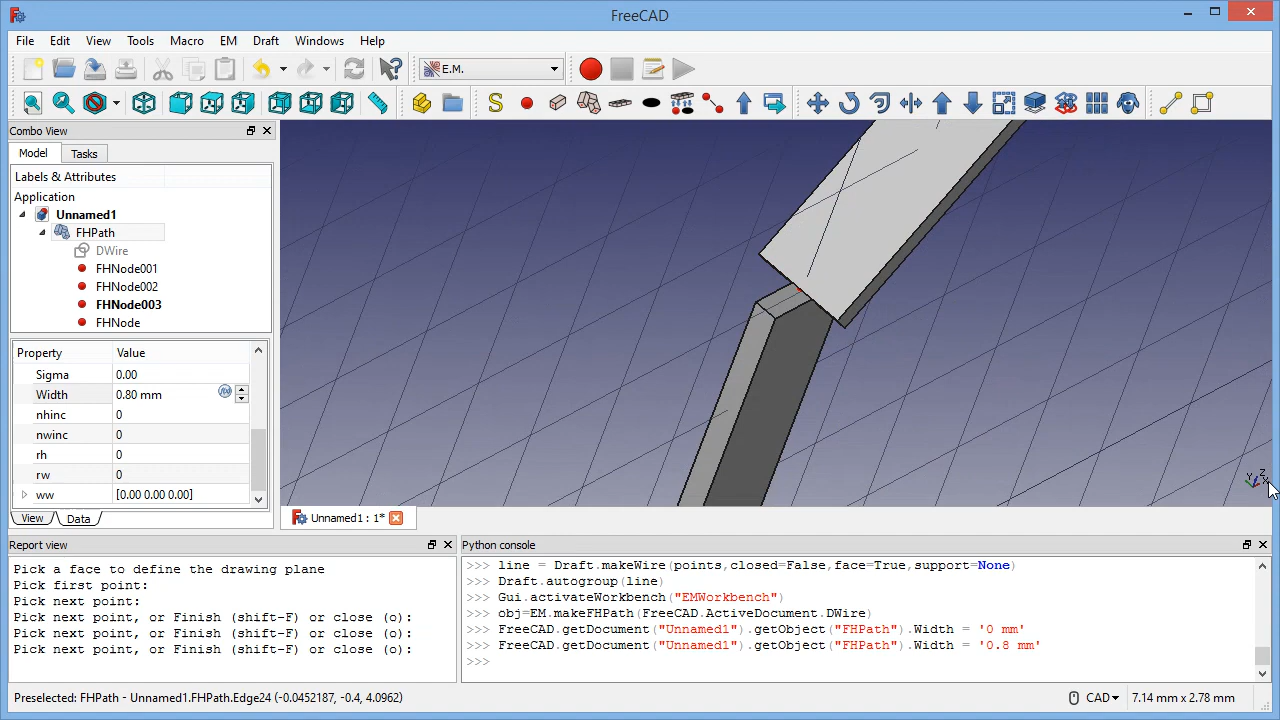 FreeCAD
File Edit View Tools Macro EM Draft Windows Help
E.M.
Combo View
Model Tasks
Labels & Attributes
Application
Unnamed1
FHPath
DWire
FHNode001
FHNode002
FHNode003
FHNode
Property Value
Sigma 0.00
Width 0.80 mm
nhinc 0
nwinc 0
rh 0
rw 0
ww [0.00 0.00 0.00]
View Data
Y Z X
Unnamed1 : 1*
Report view
Pick a face to define the drawing plane
Pick first point:
Pick next point:
Pick next point, or Finish (shift-F) or close (o):
Pick next point, or Finish (shift-F) or close (o):
Pick next point, or Finish (shift-F) or close (o):
Python console
>>> line = Draft.makeWire(points,closed=False,face=True,support=None)
>>> Draft.autogroup(line)
>>> Gui.activateWorkbench("EMWorkbench")
>>> obj=EM.makeFHPath(FreeCAD.ActiveDocument.DWire)
>>> FreeCAD.getDocument("Unnamed1").getObject("FHPath").Width = '0 mm'
>>> FreeCAD.getDocument("Unnamed1").getObject("FHPath").Width = '0.8 mm'
>>>
Preselected: FHPath - Unnamed1.FHPath.Edge24 (-0.0452187, -0.4, 4.0962)
CAD
7.14 mm x 2.78 mm